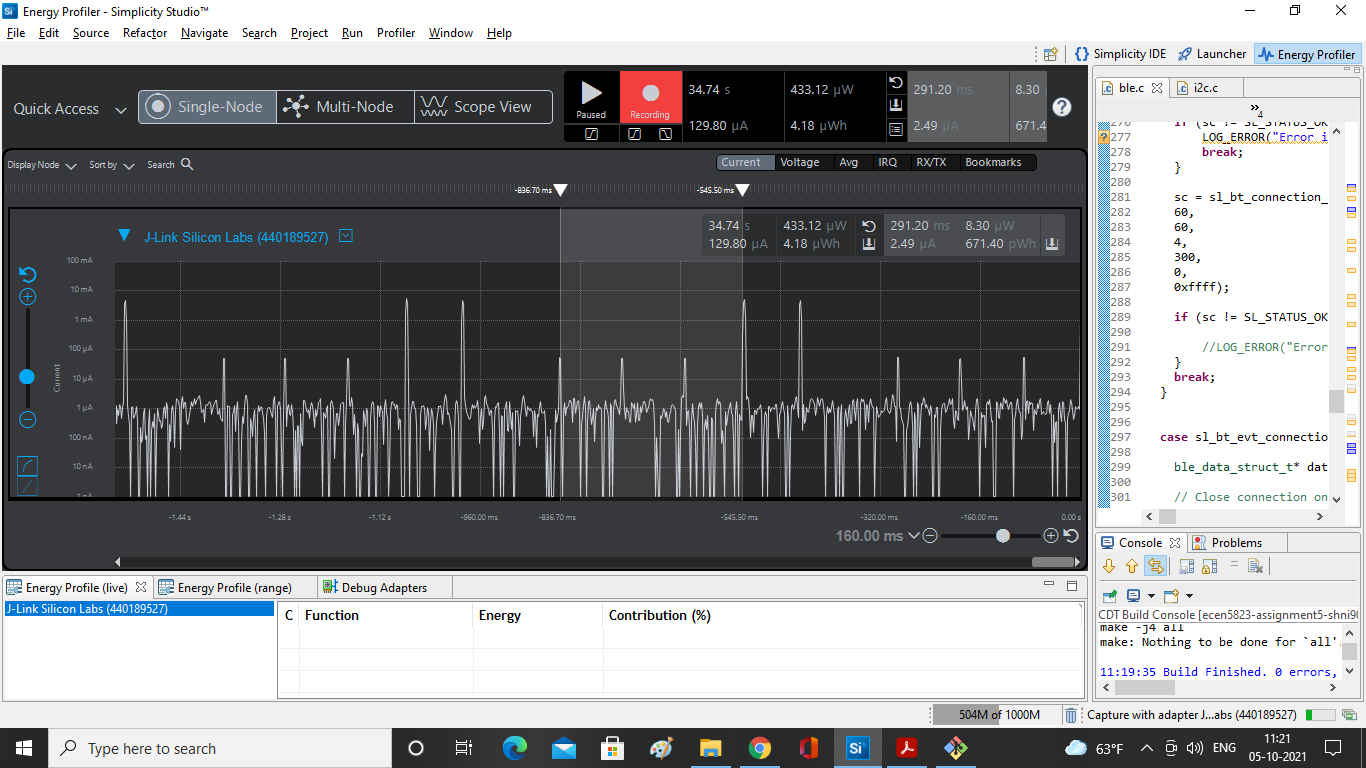 Energy Profiler - Simplicity Studio™
File Edit Source Refactor Navigate Search Project Run Profiler Window Help
Simplicity IDE Launcher Energy Profiler
Quick Access Single-Node Multi-Node Scope View
Paused Recording
34.74 s 433.12 µW 291.20 ms 8.30
129.80 µA 4.18 µWh 2.49 µA 671.4
Display Node Sort by Search
Current Voltage Avg IRQ RX/TX Bookmarks
-836.70 ms -545.50 ms
J-Link Silicon Labs (440189527)
34.74 s 433.12 µW 291.20 ms 8.30 µW
129.80 µA 4.18 µWh 2.49 µA 671.40 pWh
Current
100 mA
10 mA
1 mA
100 µA
10 µA
1 µA
100 nA
10 nA
-1.44 s -1.28 s -1.12 s -960.00 ms -836.70 ms -545.50 ms -320.00 ms -160.00 ms 0.00 s
160.00 ms
ble.c i2c.c
»4
276 if (sc != SL_STATUS_OK
277 LOG_ERROR("Error i
278 break;
279 }
280
281 sc = sl_bt_connection_
282 60,
283 60,
284 4,
285 300,
286 0,
287 0xffff);
288
289 if (sc != SL_STATUS_OK
290
291 //LOG_ERROR("Error
292 }
293 break;
294 }
295
296
297 case sl_bt_evt_connectio
298
299 ble_data_struct_t* dat
300
301 // Close connection on
Console Problems
CDT Build Console [ecen5823-assignment5-shni90
make -j4 all
make: Nothing to be done for `all'.
11:19:35 Build Finished. 0 errors,
Energy Profile (live) Energy Profile (range) Debug Adapters
J-Link Silicon Labs (440189527)
C Function Energy Contribution (%)
504M of 1000M
Capture with adapter J...abs (440189527)
Type here to search
63°F ENG
11:21
05-10-2021